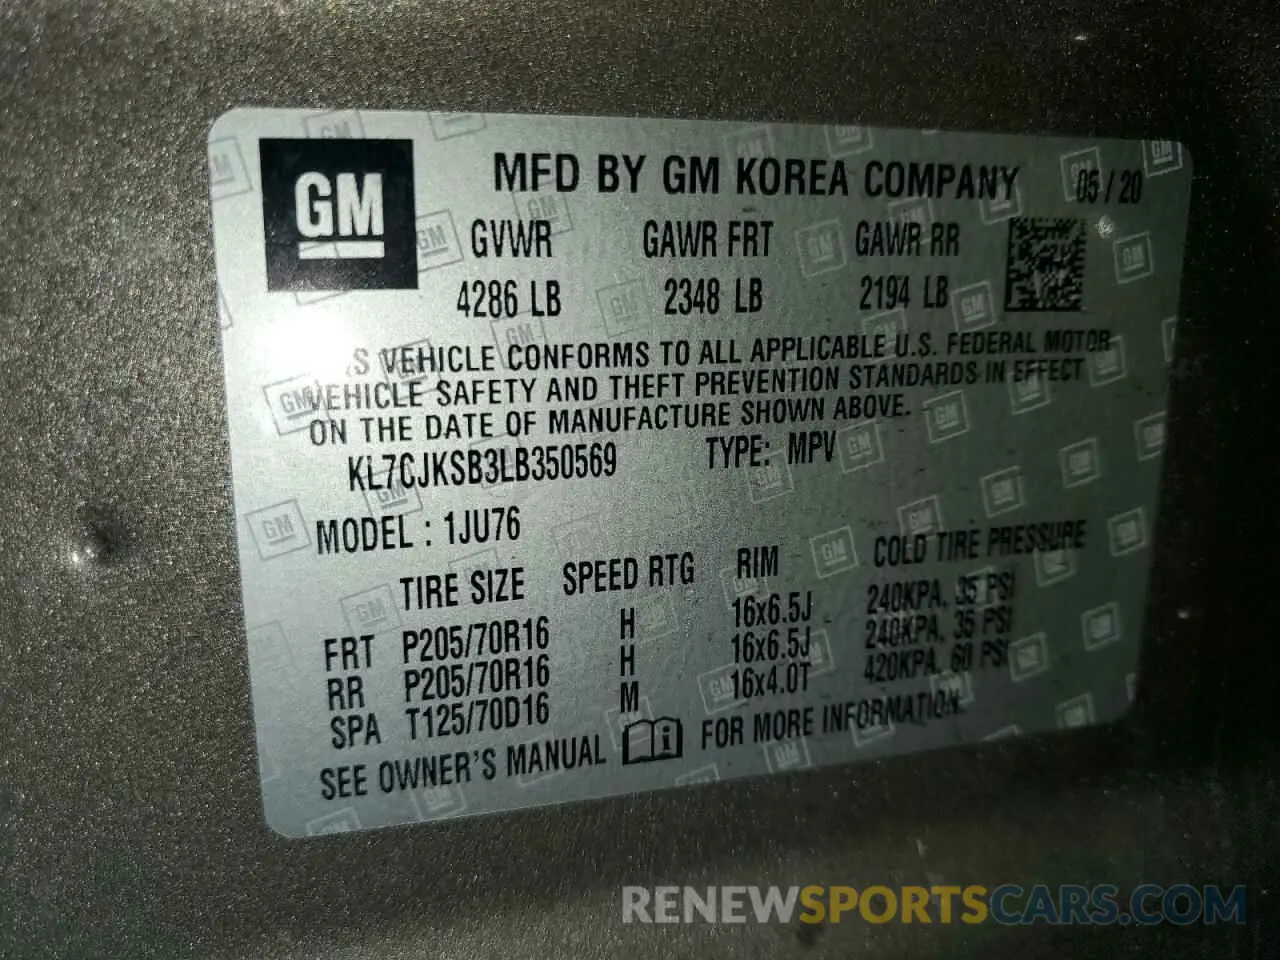 GM
MFD BY GM KOREA COMPANY 05/20
GVWR GAWR FRT GAWR RR
4286 LB 2348 LB 2194 LB
S VEHICLE CONFORMS TO ALL APPLICABLE U.S. FEDERAL MOTOR
VEHICLE SAFETY AND THEFT PREVENTION STANDARDS IN EFFECT
ON THE DATE OF MANUFACTURE SHOWN ABOVE.
KL7CJKSB3LB350569 TYPE: MPV
MODEL : 1JU76
TIRE SIZE SPEED RTG RIM COLD TIRE PRESSURE
FRT P205/70R16 H 16x6.5J 240KPA, 35 PSI
RR P205/70R16 H 16x6.5J 240KPA, 35 PSI
SPA T125/70D16 M 16x4.0T 420KPA, 60 PSI
SEE OWNER'S MANUAL i FOR MORE INFORMATION.
RENEWSPORTSCARS.COM